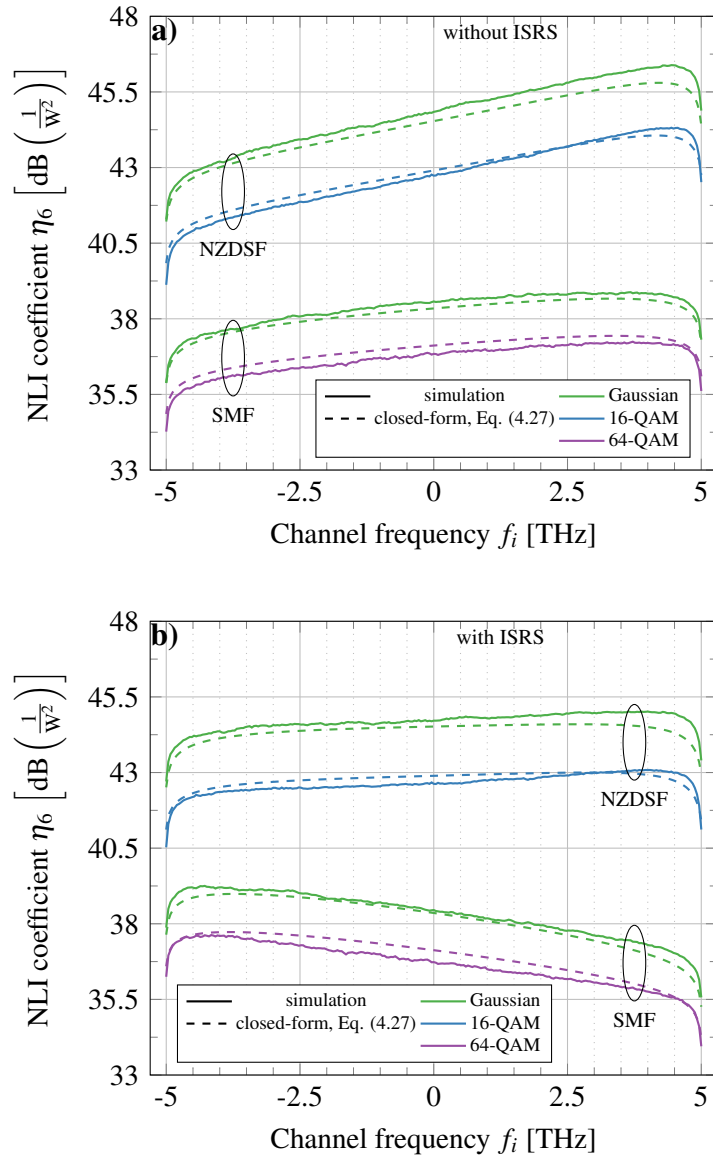 a)
without ISRS
48
45.5
43
40.5
38
35.5
33
NLI coefficient η₆ [dB (1/W²)]
NZDSF
SMF
simulation
closed-form, Eq. (4.27)
Gaussian
16-QAM
64-QAM
-5
-2.5
0
2.5
5
Channel frequency fᵢ [THz]
b)
with ISRS
48
45.5
43
40.5
38
35.5
33
NLI coefficient η₆ [dB (1/W²)]
NZDSF
SMF
simulation
closed-form, Eq. (4.27)
Gaussian
16-QAM
64-QAM
-5
-2.5
0
2.5
5
Channel frequency fᵢ [THz]